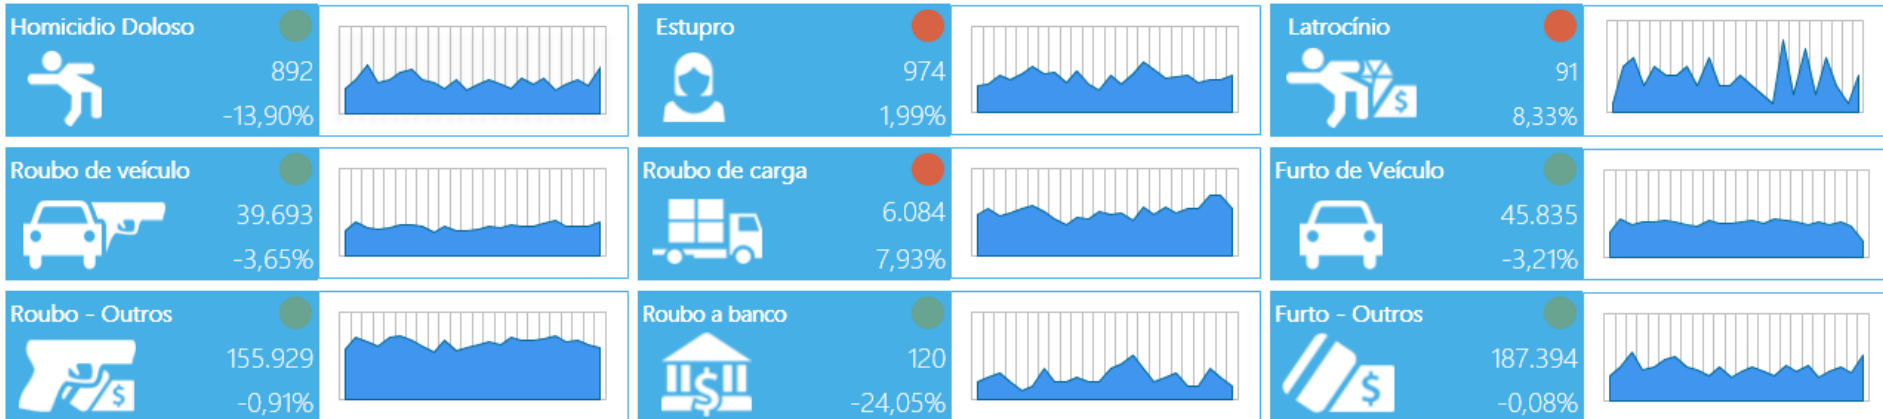 Homicidio Doloso
892
-13,90%
Estupro
974
1,99%
Latrocínio
91
$
8,33%
Roubo de veículo
39.693
-3,65%
Roubo de carga
6.084
7,93%
Furto de Veículo
45.835
-3,21%
Roubo - Outros
155.929
$
-0,91%
Roubo a banco
120
$
-24,05%
Furto - Outros
187.394
$
-0,08%